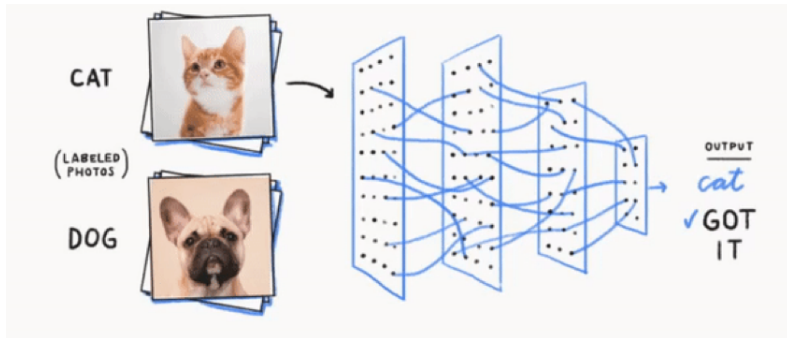 CAT
(LABELED
PHOTOS)
DOG
OUTPUT
cat
✓GOT
IT